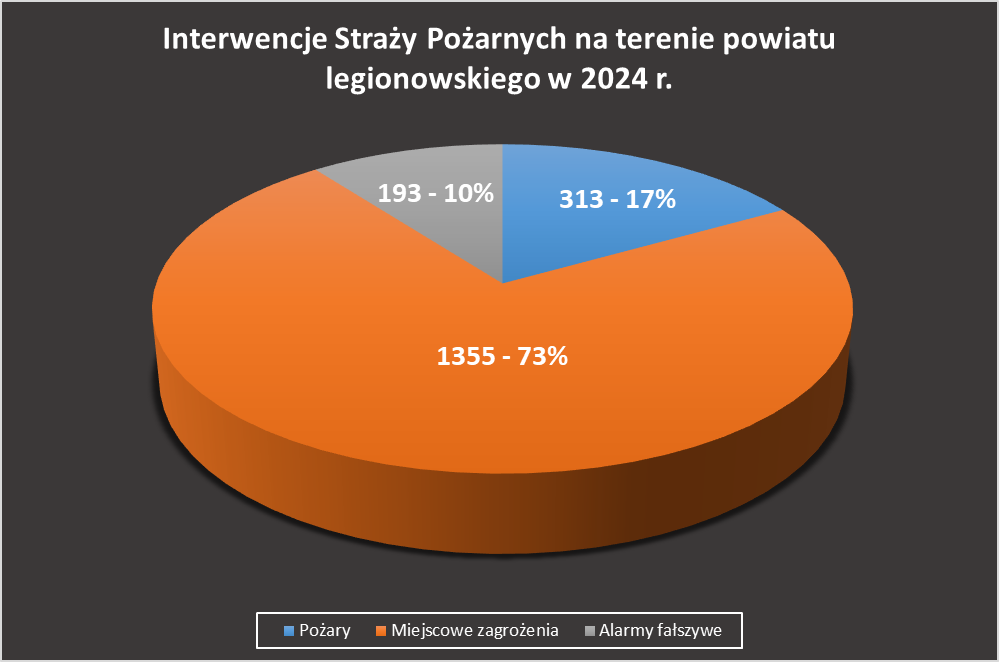 Interwencje Straży Pożarnych na terenie powiatu
legionowskiego w 2024 r.
193 - 10%
313 - 17%
1355 - 73%
Pożary
Miejscowe zagrożenia
Alarmy fałszywe